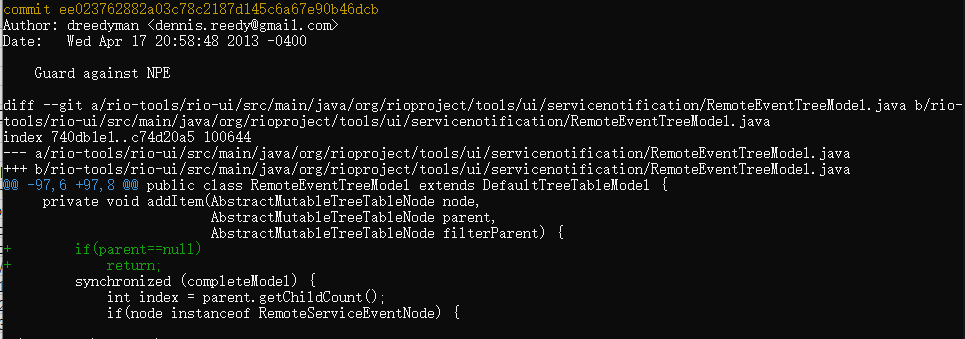 commit ee023762882a03c78c2187d145c6a67e90b46dcb
Author: dreedyman <dennis.reedy@gmail.com>
Date:   Wed Apr 17 20:58:48 2013 -0400
    Guard against NPE
diff --git a/rio-tools/rio-ui/src/main/java/org/rioproject/tools/ui/servicenotification/RemoteEventTreeModel.java b/rio-
tools/rio-ui/src/main/java/org/rioproject/tools/ui/servicenotification/RemoteEventTreeModel.java
index 740db1e1..c74d20a5 100644
--- a/rio-tools/rio-ui/src/main/java/org/rioproject/tools/ui/servicenotification/RemoteEventTreeModel.java
+++ b/rio-tools/rio-ui/src/main/java/org/rioproject/tools/ui/servicenotification/RemoteEventTreeModel.java
@@ -97,6 +97,8 @@ public class RemoteEventTreeModel extends DefaultTreeTableModel {
     private void addItem(AbstractMutableTreeTableNode node,
                          AbstractMutableTreeTableNode parent,
                          AbstractMutableTreeTableNode filterParent) {
+        if(parent==null)
+            return;
         synchronized (completeModel) {
             int index = parent.getChildCount();
             if(node instanceof RemoteServiceEventNode) {